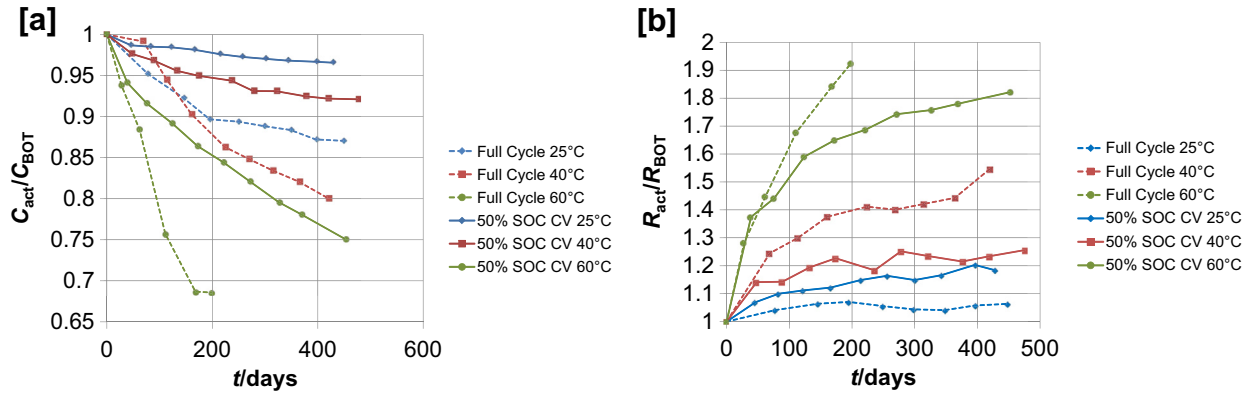 [a]
1
0.95
0.9
0.85
0.8
0.75
0.7
0.65
0
200
400
600
C_act/C_BOT
t/days
Full Cycle 25°C
Full Cycle 40°C
Full Cycle 60°C
50% SOC CV 25°C
50% SOC CV 40°C
50% SOC CV 60°C
[b]
2
1.9
1.8
1.7
1.6
1.5
1.4
1.3
1.2
1.1
1
0
100
200
300
400
500
R_act/R_BOT
t/days
Full Cycle 25°C
Full Cycle 40°C
Full Cycle 60°C
50% SOC CV 25°C
50% SOC CV 40°C
50% SOC CV 60°C